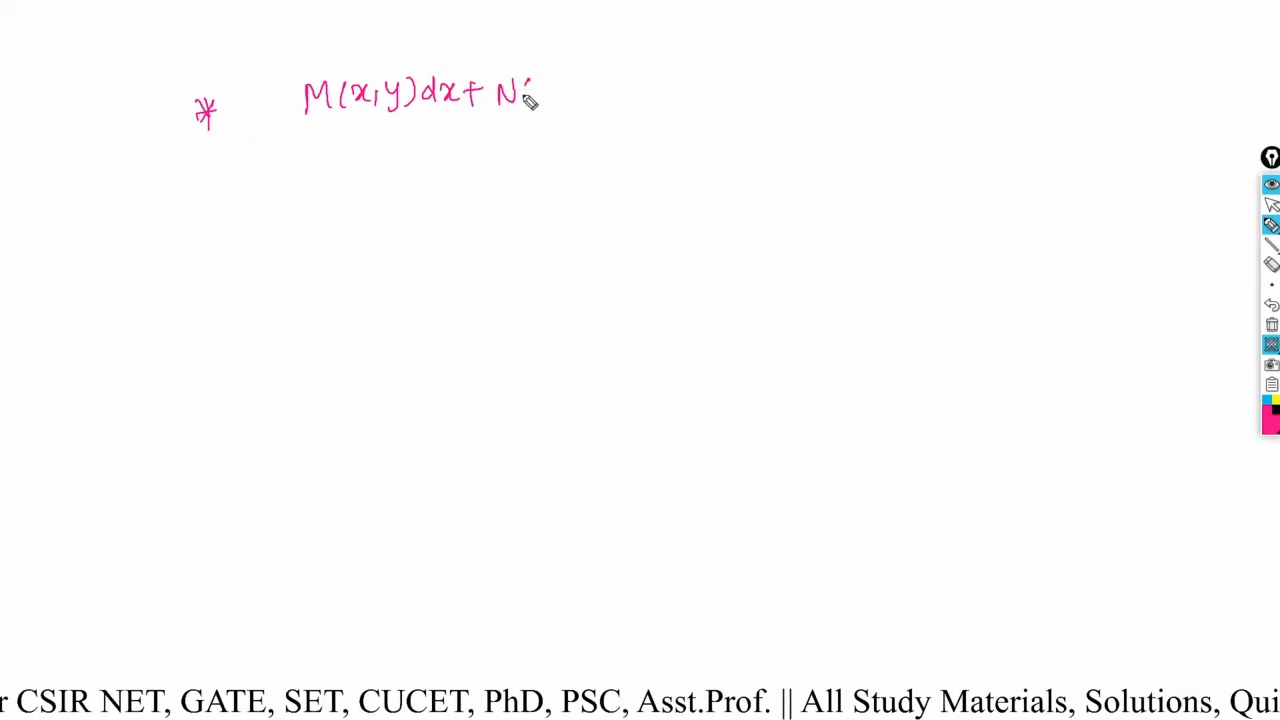 * M(x,y)dx + N
r CSIR NET, GATE, SET, CUCET, PhD, PSC, Asst.Prof. || All Study Materials, Solutions, Qui